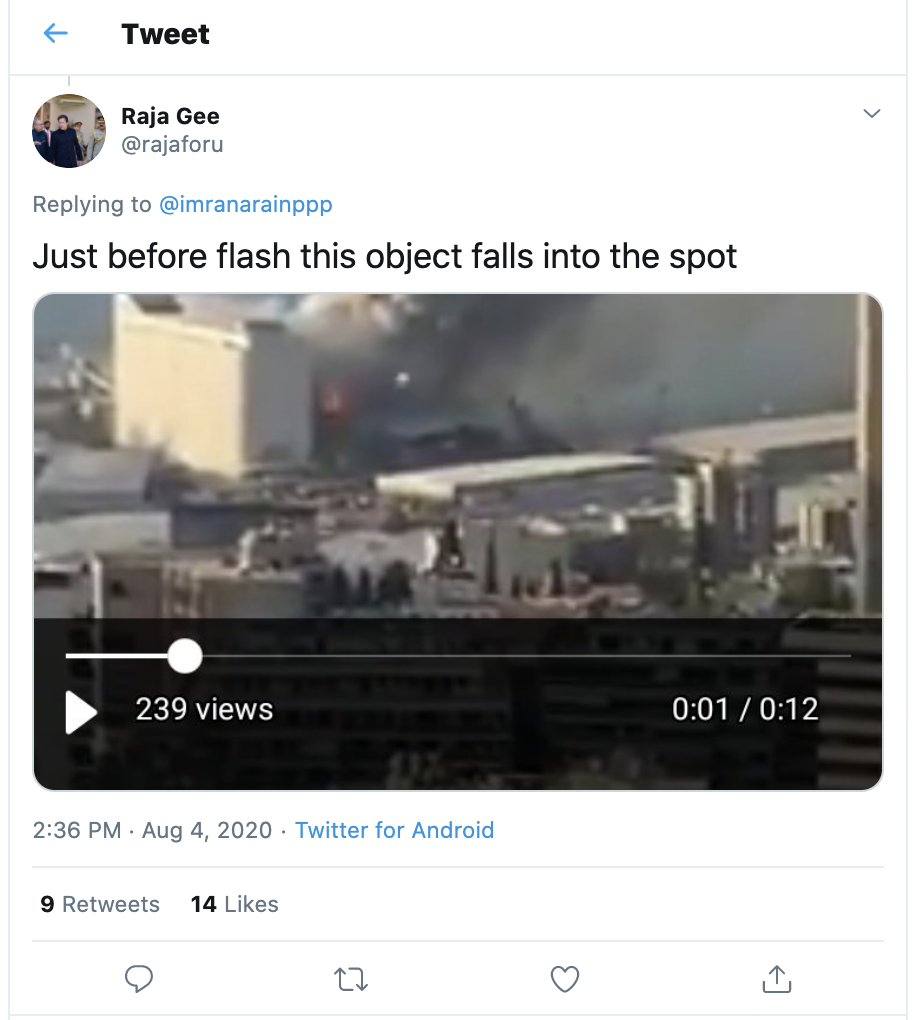 Tweet
Raja Gee
@rajaforu
Replying to @imranarainppp
Just before flash this object falls into the spot
239 views
0:01 / 0:12
2:36 PM · Aug 4, 2020 · Twitter for Android
9 Retweets 14 Likes